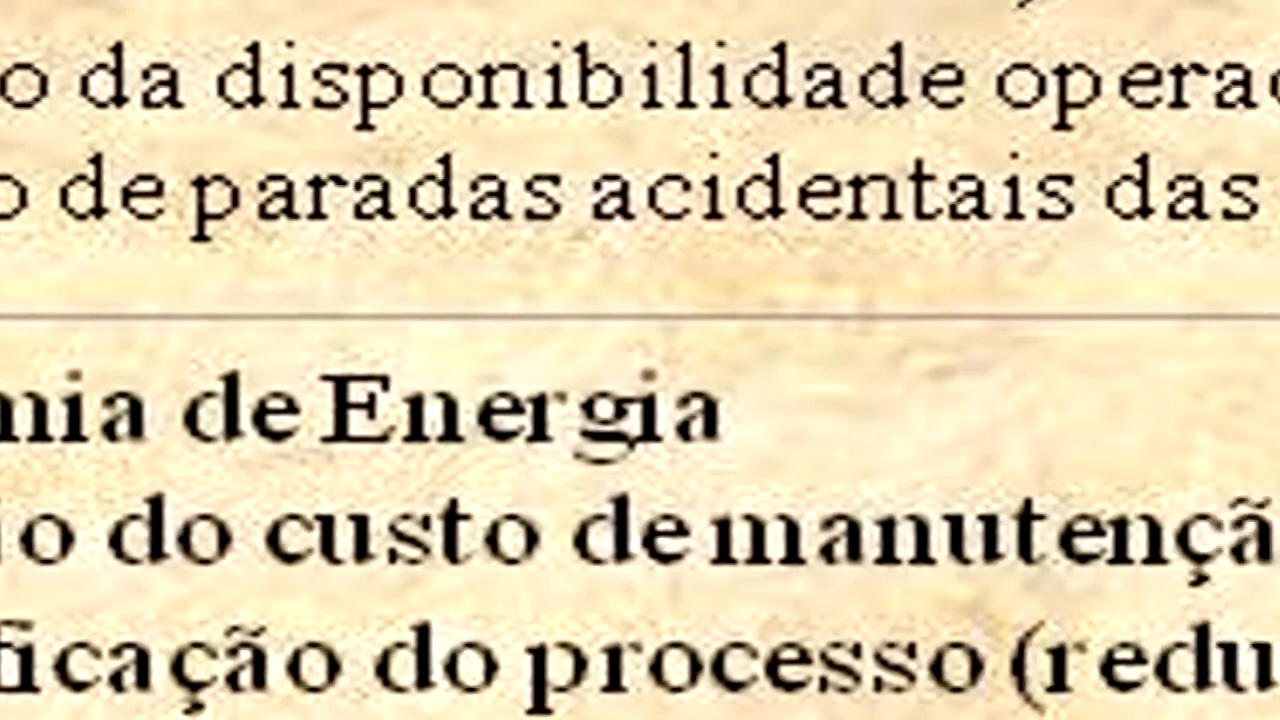 o da disponibilidade operac
o de paradas acidentais das
mia de Energia
io do custo de manutençã
ficação do processo (redu